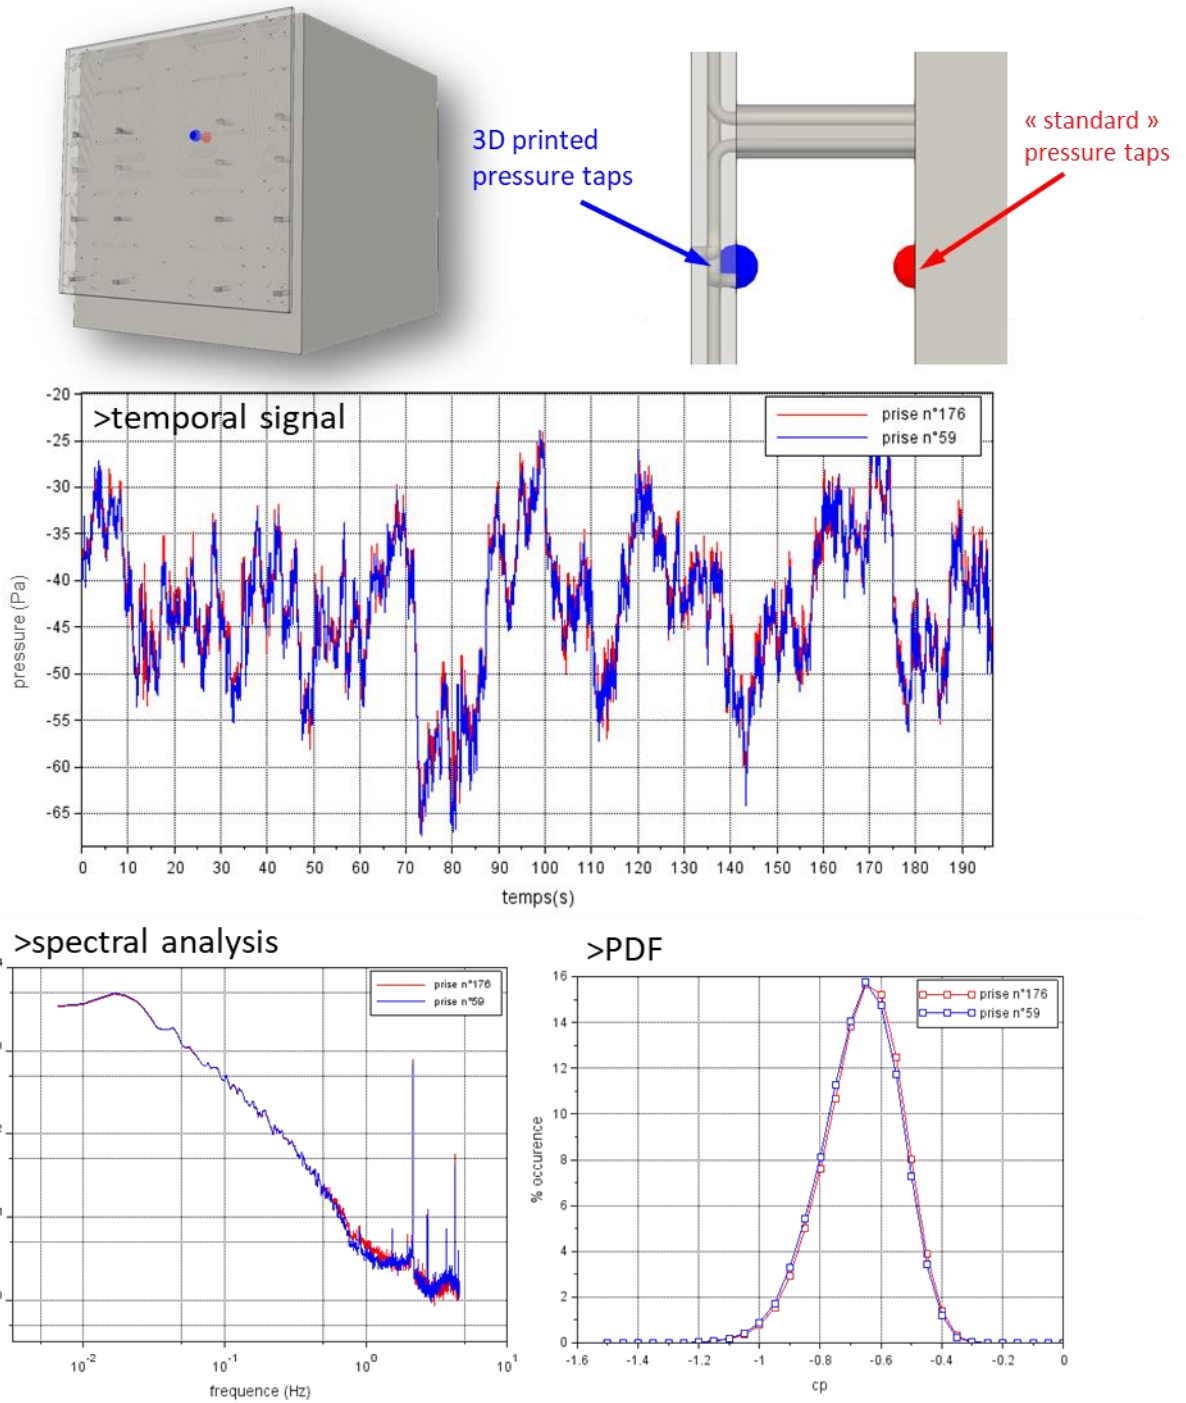 3D printed
pressure taps
« standard »
pressure taps
>temporal signal
prise n°176
prise n°59
-20
-25
-30
-35
-40
-45
-50
-55
-60
-65
pressure (Pa)
0 10 20 30 40 50 60 70 80 90 100 110 120 130 140 150 160 170 180 190
temps(s)
>spectral analysis
prise n°176
prise n°59
10-2 10-1 100 101
frequence (Hz)
>PDF
prise n°176
prise n°59
16
14
12
10
8
6
4
2
0
% occurence
-1.6 -1.4 -1.2 -1 -0.8 -0.6 -0.4 -0.2 0
cp